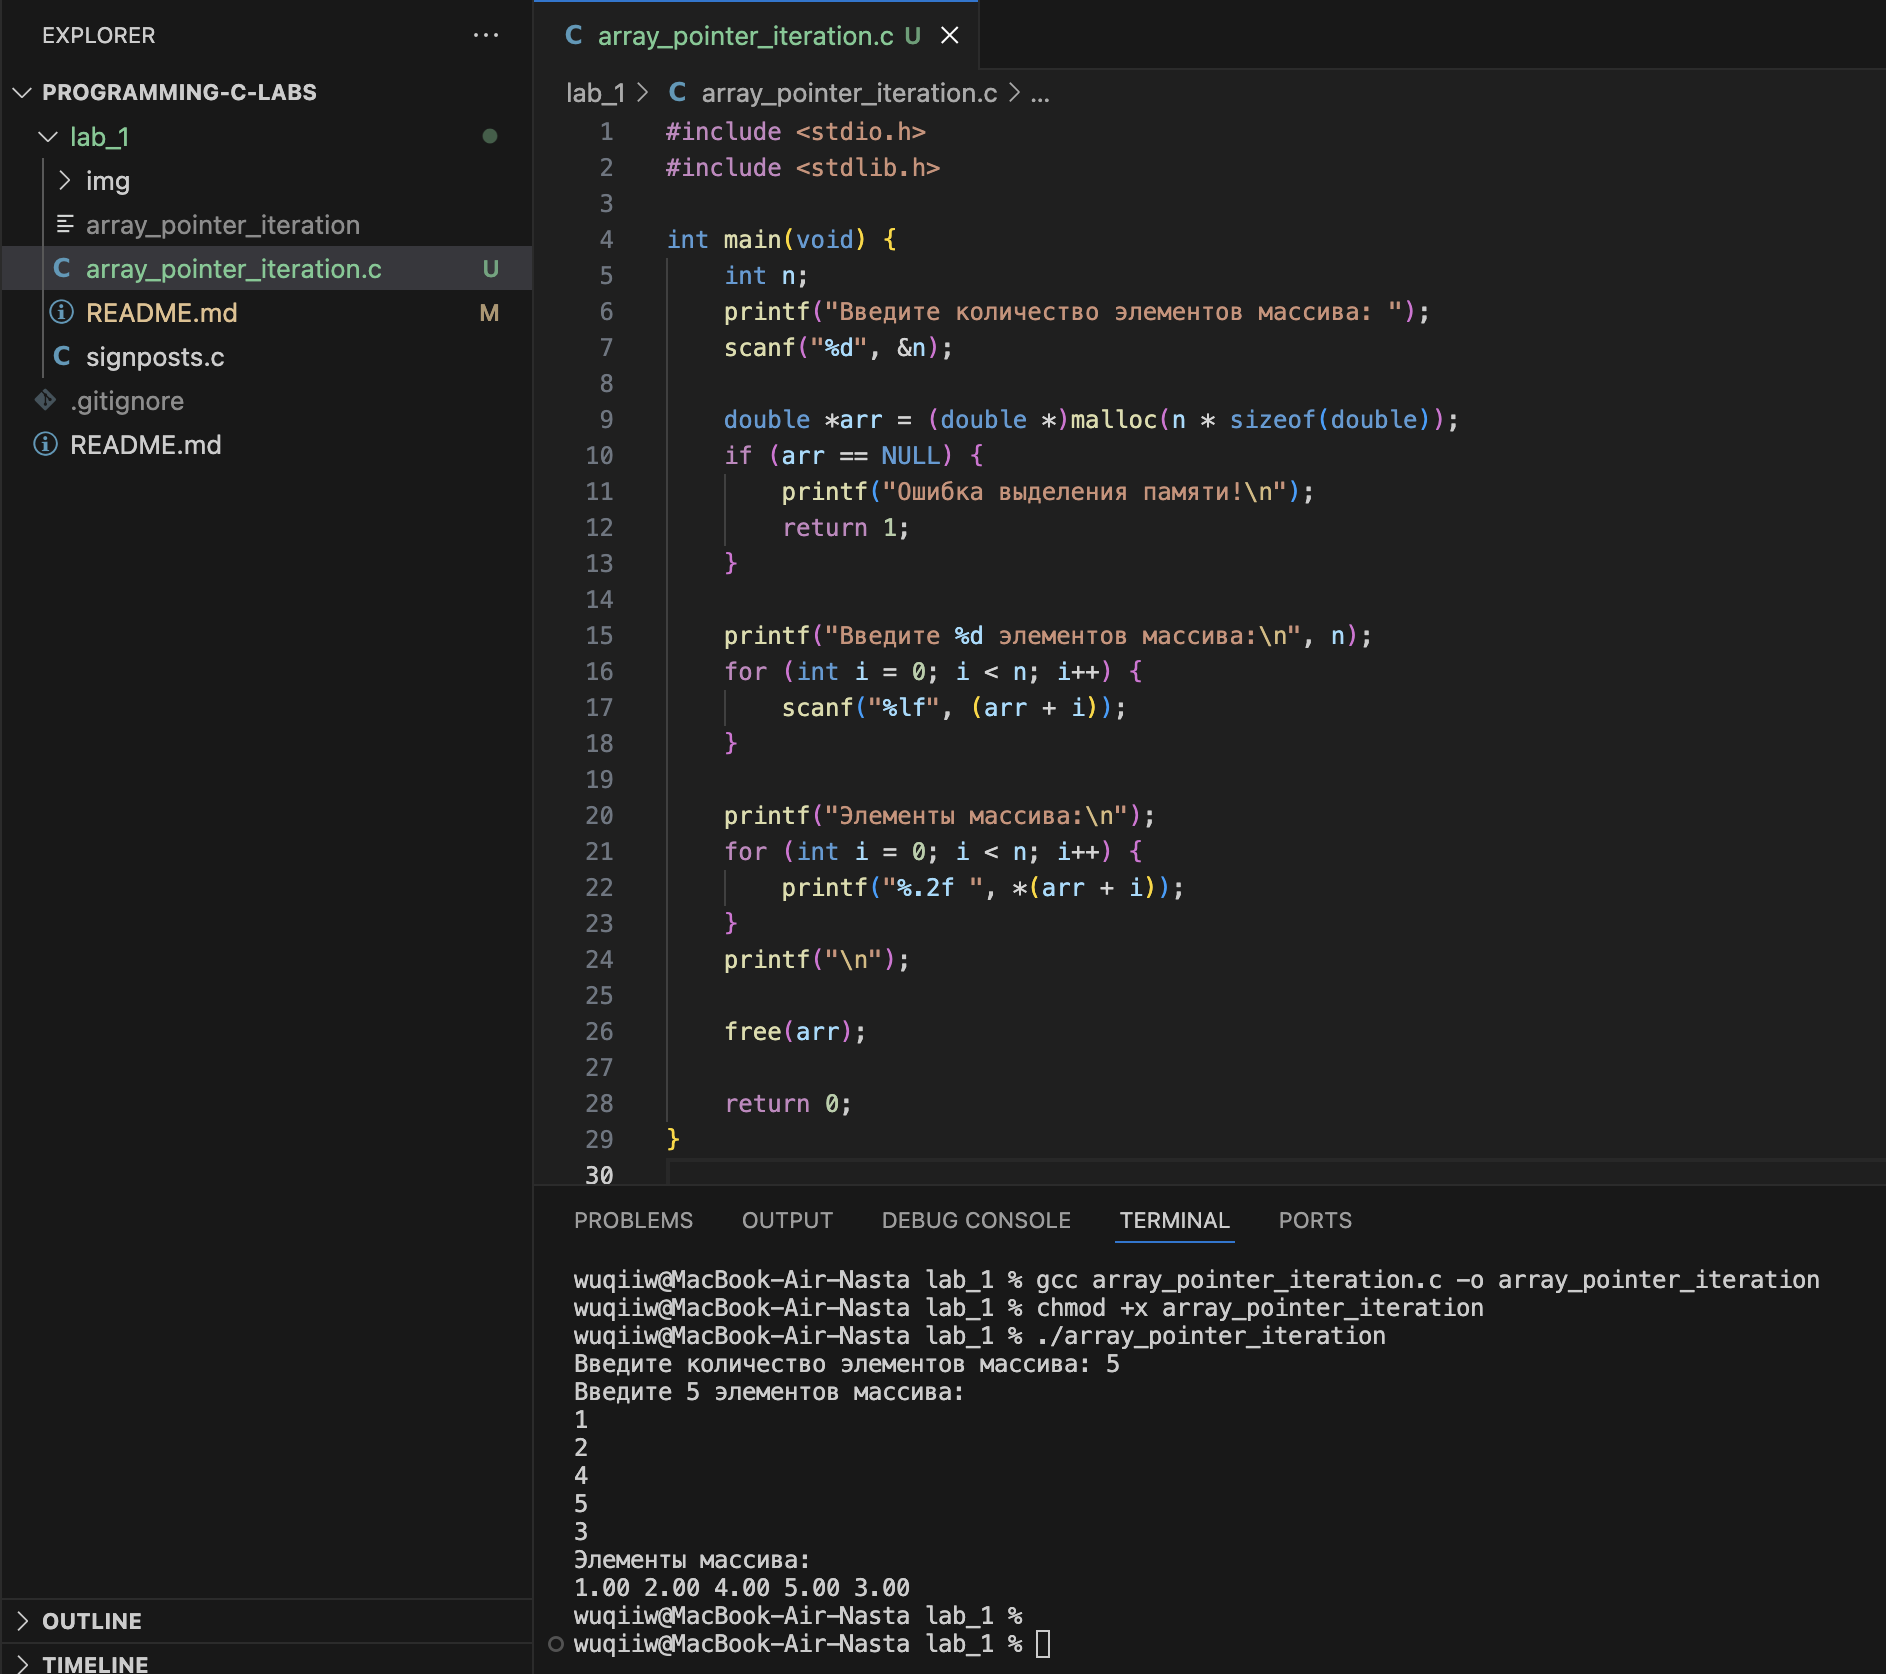 EXPLORER
PROGRAMMING-C-LABS
lab_1
img
array_pointer_iteration
array_pointer_iteration.c U
README.md M
signposts.c
.gitignore
README.md
OUTLINE
TIMELINE
C array_pointer_iteration.c U
lab_1 > C array_pointer_iteration.c > ...
1 #include <stdio.h>
2 #include <stdlib.h>
3
4 int main(void) {
5     int n;
6     printf("Введите количество элементов массива: ");
7     scanf("%d", &n);
8
9     double *arr = (double *)malloc(n * sizeof(double));
10     if (arr == NULL) {
11         printf("Ошибка выделения памяти!\n");
12         return 1;
13     }
14
15     printf("Введите %d элементов массива:\n", n);
16     for (int i = 0; i < n; i++) {
17         scanf("%lf", (arr + i));
18     }
19
20     printf("Элементы массива:\n");
21     for (int i = 0; i < n; i++) {
22         printf("%.2f ", *(arr + i));
23     }
24     printf("\n");
25
26     free(arr);
27
28     return 0;
29 }
30
PROBLEMS OUTPUT DEBUG CONSOLE TERMINAL PORTS
wuqiiw@MacBook-Air-Nasta lab_1 % gcc array_pointer_iteration.c -o array_pointer_iteration
wuqiiw@MacBook-Air-Nasta lab_1 % chmod +x array_pointer_iteration
wuqiiw@MacBook-Air-Nasta lab_1 % ./array_pointer_iteration
Введите количество элементов массива: 5
Введите 5 элементов массива:
1
2
4
5
3
Элементы массива:
1.00 2.00 4.00 5.00 3.00
wuqiiw@MacBook-Air-Nasta lab_1 %
wuqiiw@MacBook-Air-Nasta lab_1 %